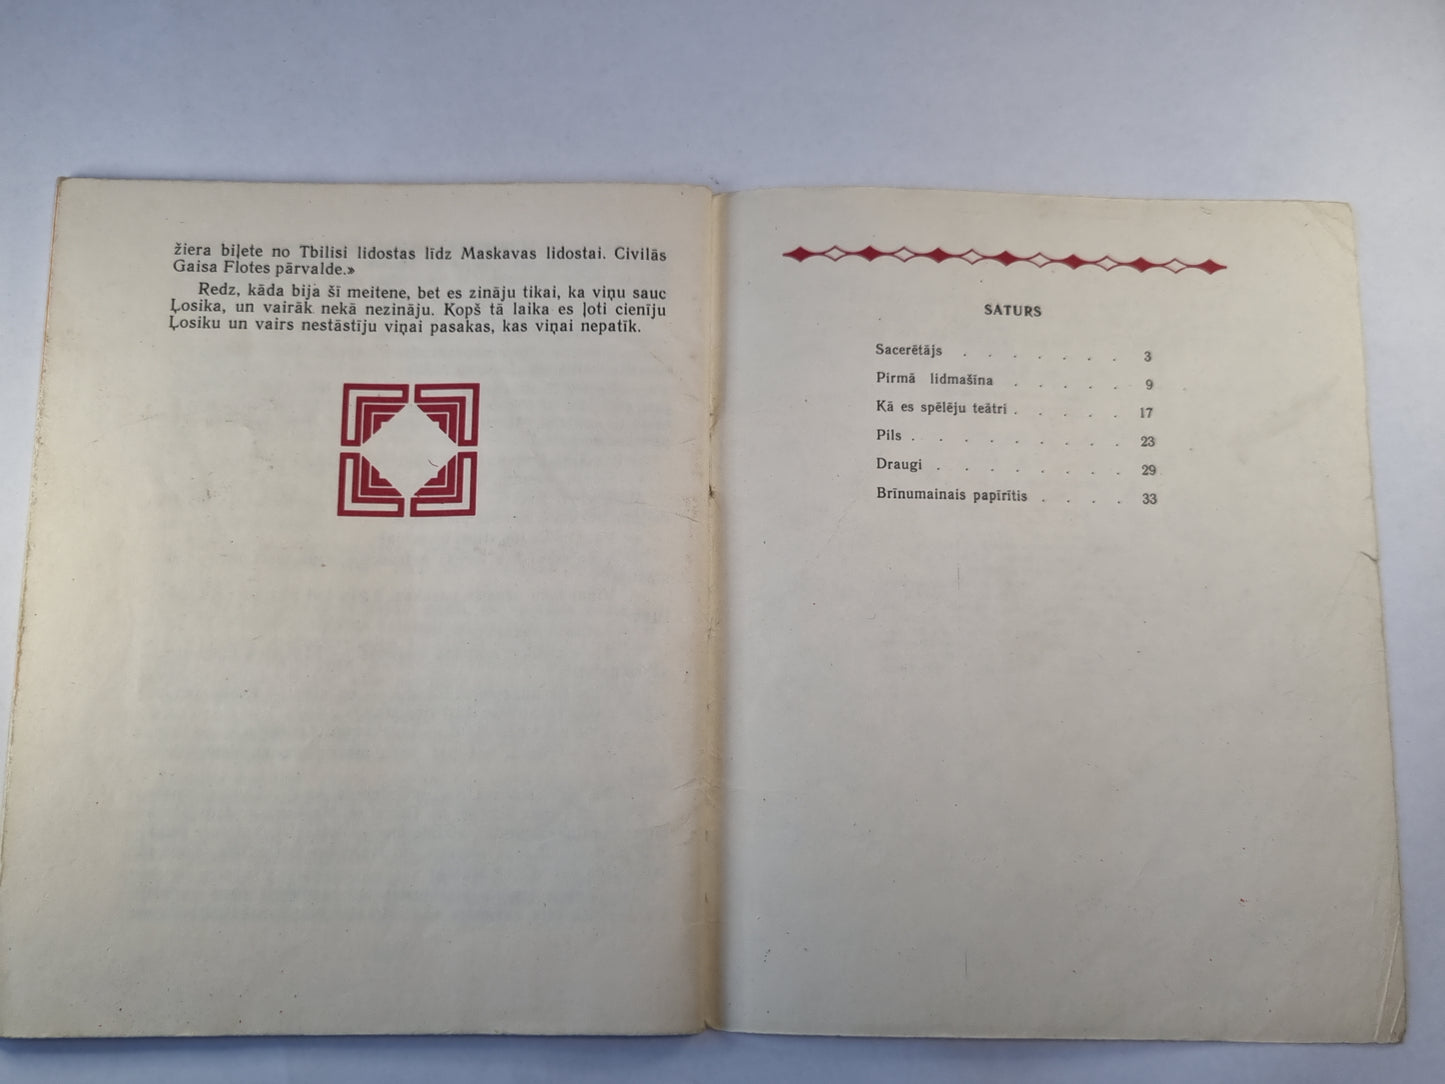 žiera biļete no Tbilisi lidostas līdz Maskavas lidostai. Civilās
Gaisa Flotes pārvalde.»
Redz, kāda bija šī meitene, bet es zināju tikai, ka viņu sauc
Ļosika, un vairāk nekā nezināju. Kopš tā laika es ļoti cienīju
Ļosiku un vairs nestāstīju viņai pasakas, kas viņai nepatīk.
SATURS
Sacerētājs . . . . . . . 3
Pirmā lidmašīna . . . . . 9
Kā es spēlēju teātri . . . . . 17
Pils . . . . . . . . . 23
Draugi . . . . . . . . 29
Brīnumainais papīrītis . . . . 33